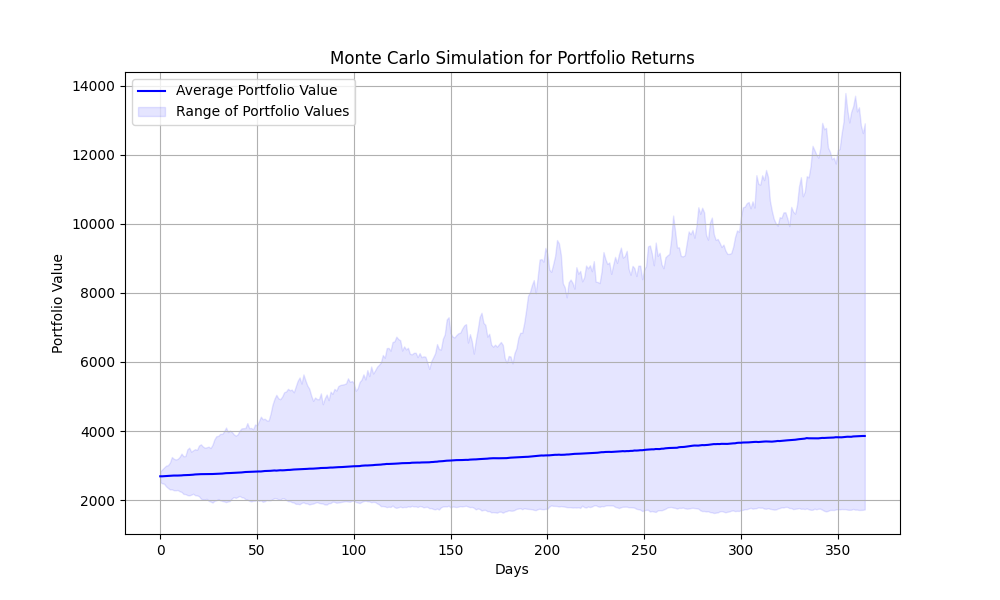 Monte Carlo Simulation for Portfolio Returns
Average Portfolio Value
Range of Portfolio Values
14000
12000
10000
8000
6000
4000
2000
Portfolio Value
0 50 100 150 200 250 300 350
Days